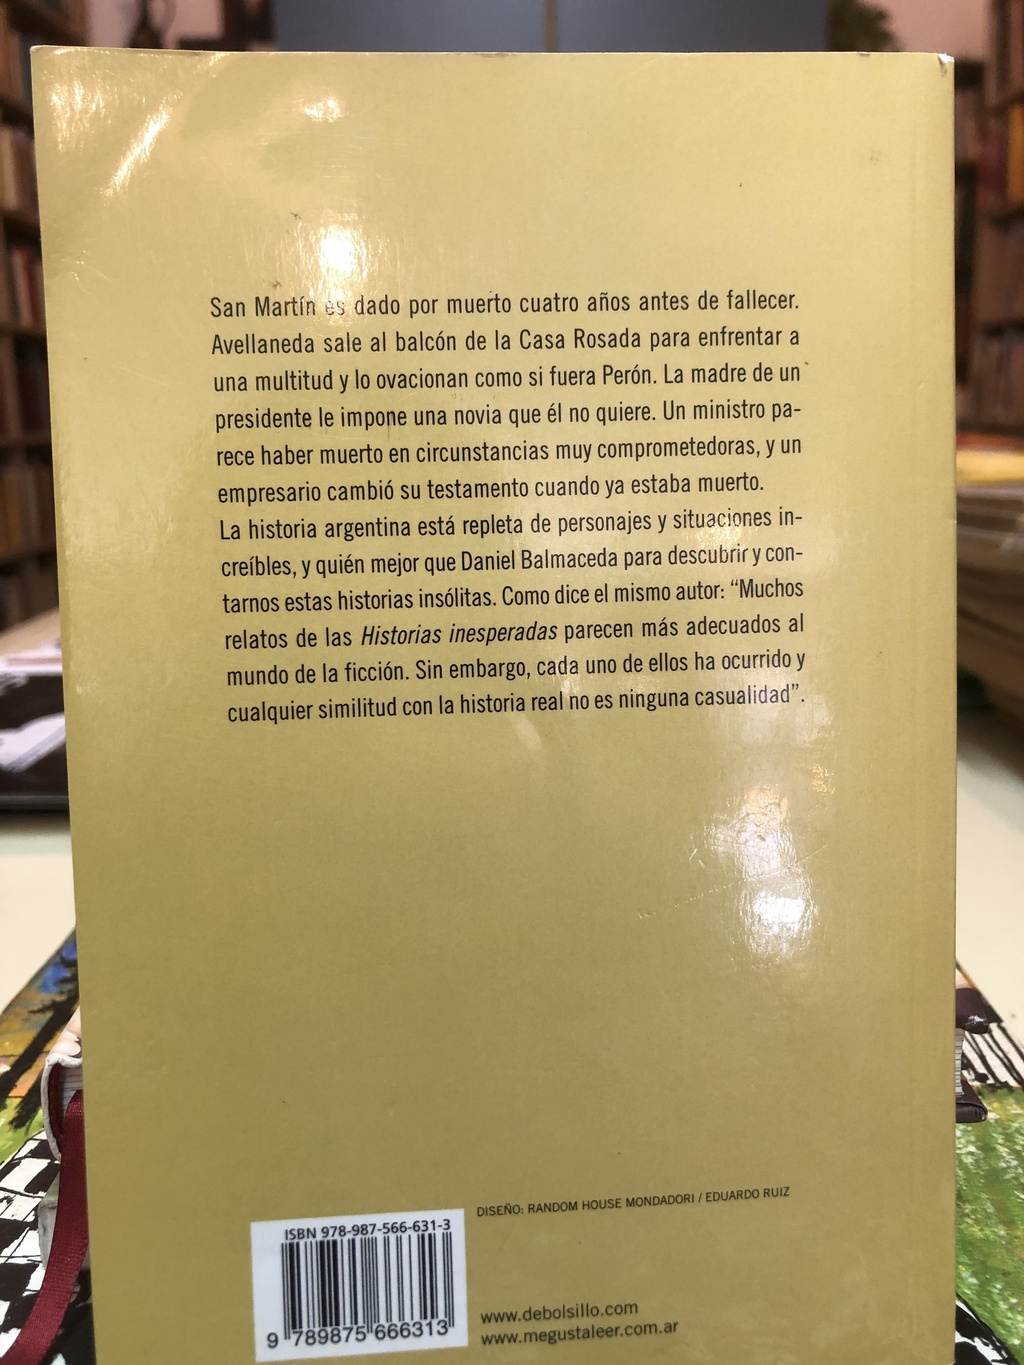 San Martín es dado por muerto cuatro años antes de fallecer.
Avellaneda sale al balcón de la Casa Rosada para enfrentar a
una multitud y lo ovacionan como si fuera Perón. La madre de un
presidente le impone una novia que él no quiere. Un ministro pa-
rece haber muerto en circunstancias muy comprometedoras, y un
empresario cambió su testamento cuando ya estaba muerto.
La historia argentina está repleta de personajes y situaciones in-
creíbles, y quién mejor que Daniel Balmaceda para descubrir y con-
tarnos estas historias insólitas. Como dice el mismo autor: “Muchos
relatos de las Historias inesperadas parecen más adecuados al
mundo de la ficción. Sin embargo, cada uno de ellos ha ocurrido y
cualquier similitud con la historia real no es ninguna casualidad”.
DISEÑO: RANDOM HOUSE MONDADORI / EDUARDO RUIZ
ISBN 978-987-566-631-3
9 789875 666313
www.debolsillo.com
www.megustaleer.com.ar